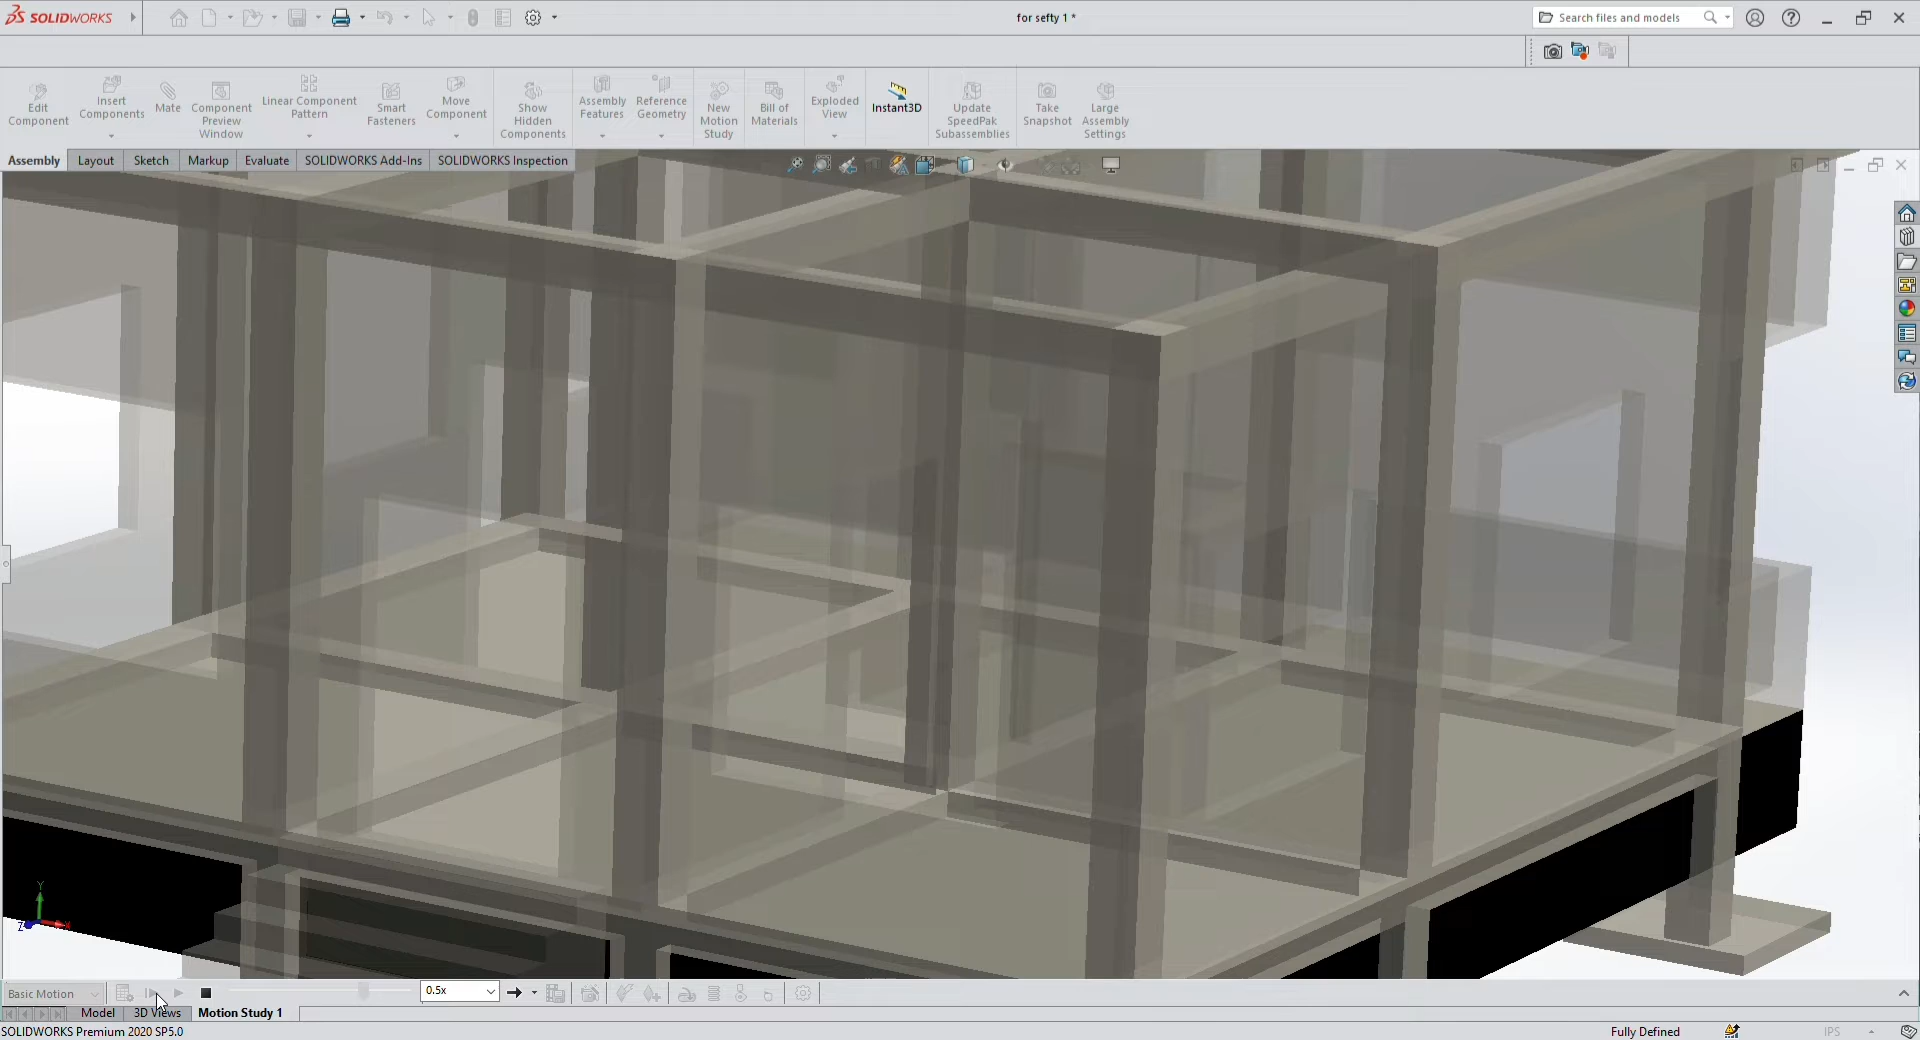 SOLIDWORKS
for sefty 1 *
Search files and models
Edit Component
Insert Components
Mate
Component Preview Window
Linear Component Pattern
Smart Fasteners
Move Component
Show Hidden Components
Assembly Features
Reference Geometry
New Motion Study
Bill of Materials
Exploded View
Instant3D
Update SpeedPak Subassemblies
Take Snapshot
Large Assembly Settings
Assembly
Layout
Sketch
Markup
Evaluate
SOLIDWORKS Add-Ins
SOLIDWORKS Inspection
Y
Z
X
Basic Motion
0.5x
Model
3D Views
Motion Study 1
SOLIDWORKS Premium 2020 SP5.0
Fully Defined
IPS